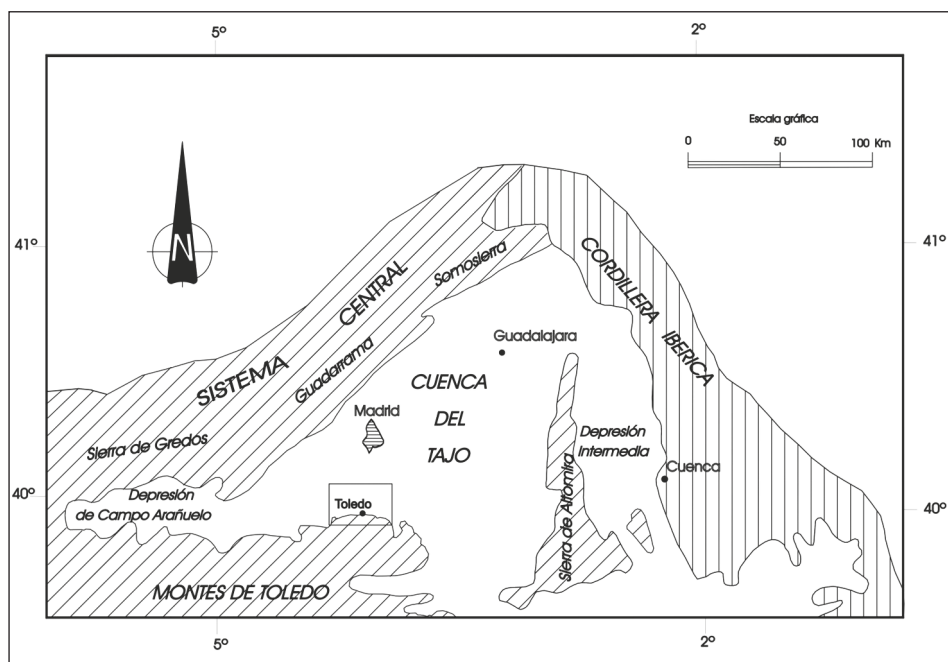 5º
2º
Escala gráfica
0
50
100 Km
N
41º
41º
SISTEMA CENTRAL
Somosierra
Guadarrama
Sierra de Gredos
CORDILLERA IBERICA
Guadalajara
CUENCA
DEL
TAJO
Madrid
Depresión
Intermedia
Cuenca
Sierra de Altomira
40º
40º
Depresión
de Campo Arañuelo
Toledo
MONTES DE TOLEDO
5º
2º